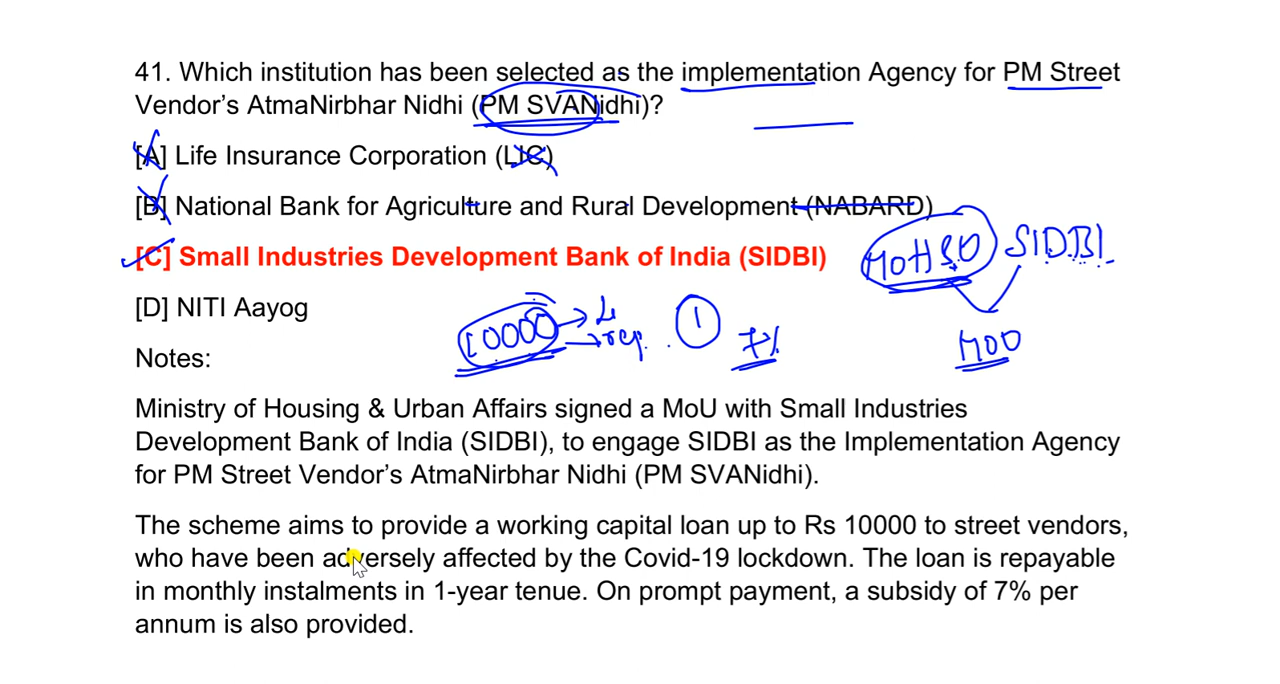 41. Which institution has been selected as the implementation Agency for PM Street
Vendor's AtmaNirbhar Nidhi (PM SVANidhi)?
[A] Life Insurance Corporation (LIC)
[B] National Bank for Agriculture and Rural Development (NABARD)
[C] Small Industries Development Bank of India (SIDBI)
SIDBI
[D] NITI Aayog
10000
rep.
1
7%
MOU
Notes:
Ministry of Housing & Urban Affairs signed a MoU with Small Industries
Development Bank of India (SIDBI), to engage SIDBI as the Implementation Agency
for PM Street Vendor's AtmaNirbhar Nidhi (PM SVANidhi).
The scheme aims to provide a working capital loan up to Rs 10000 to street vendors,
who have been adversely affected by the Covid-19 lockdown. The loan is repayable
in monthly instalments in 1-year tenue. On prompt payment, a subsidy of 7% per
annum is also provided.